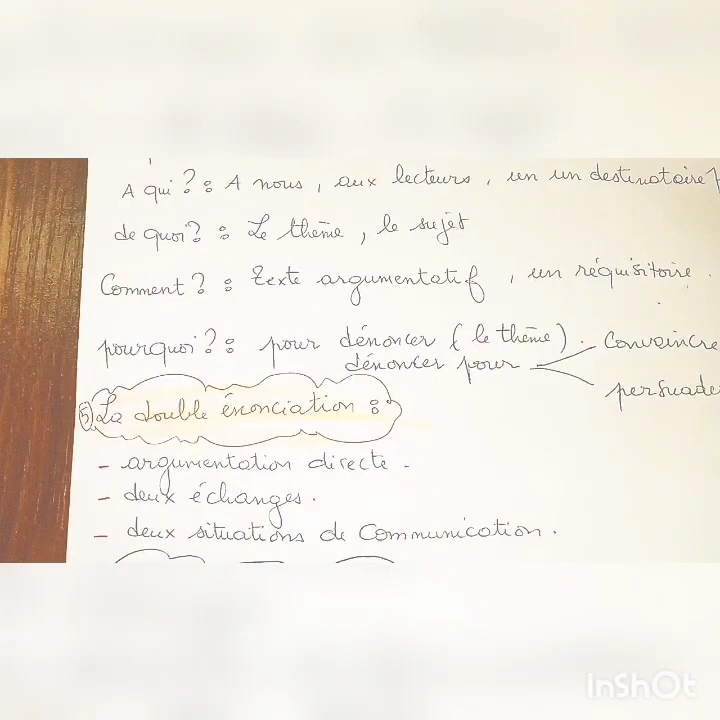 A qui ? : A nous, aux lecteurs, un un destinataire
de quoi ? : Le thème, le sujet
Comment ? : Texte argumentatif, un réquisitoire.
pourquoi ? : pour dénoncer (le thème).
dénoncer pour
Convaincre
persuader
5) La double énonciation :
- argumentation directe.
- deux échanges.
- deux situations de Communication.
InShOt